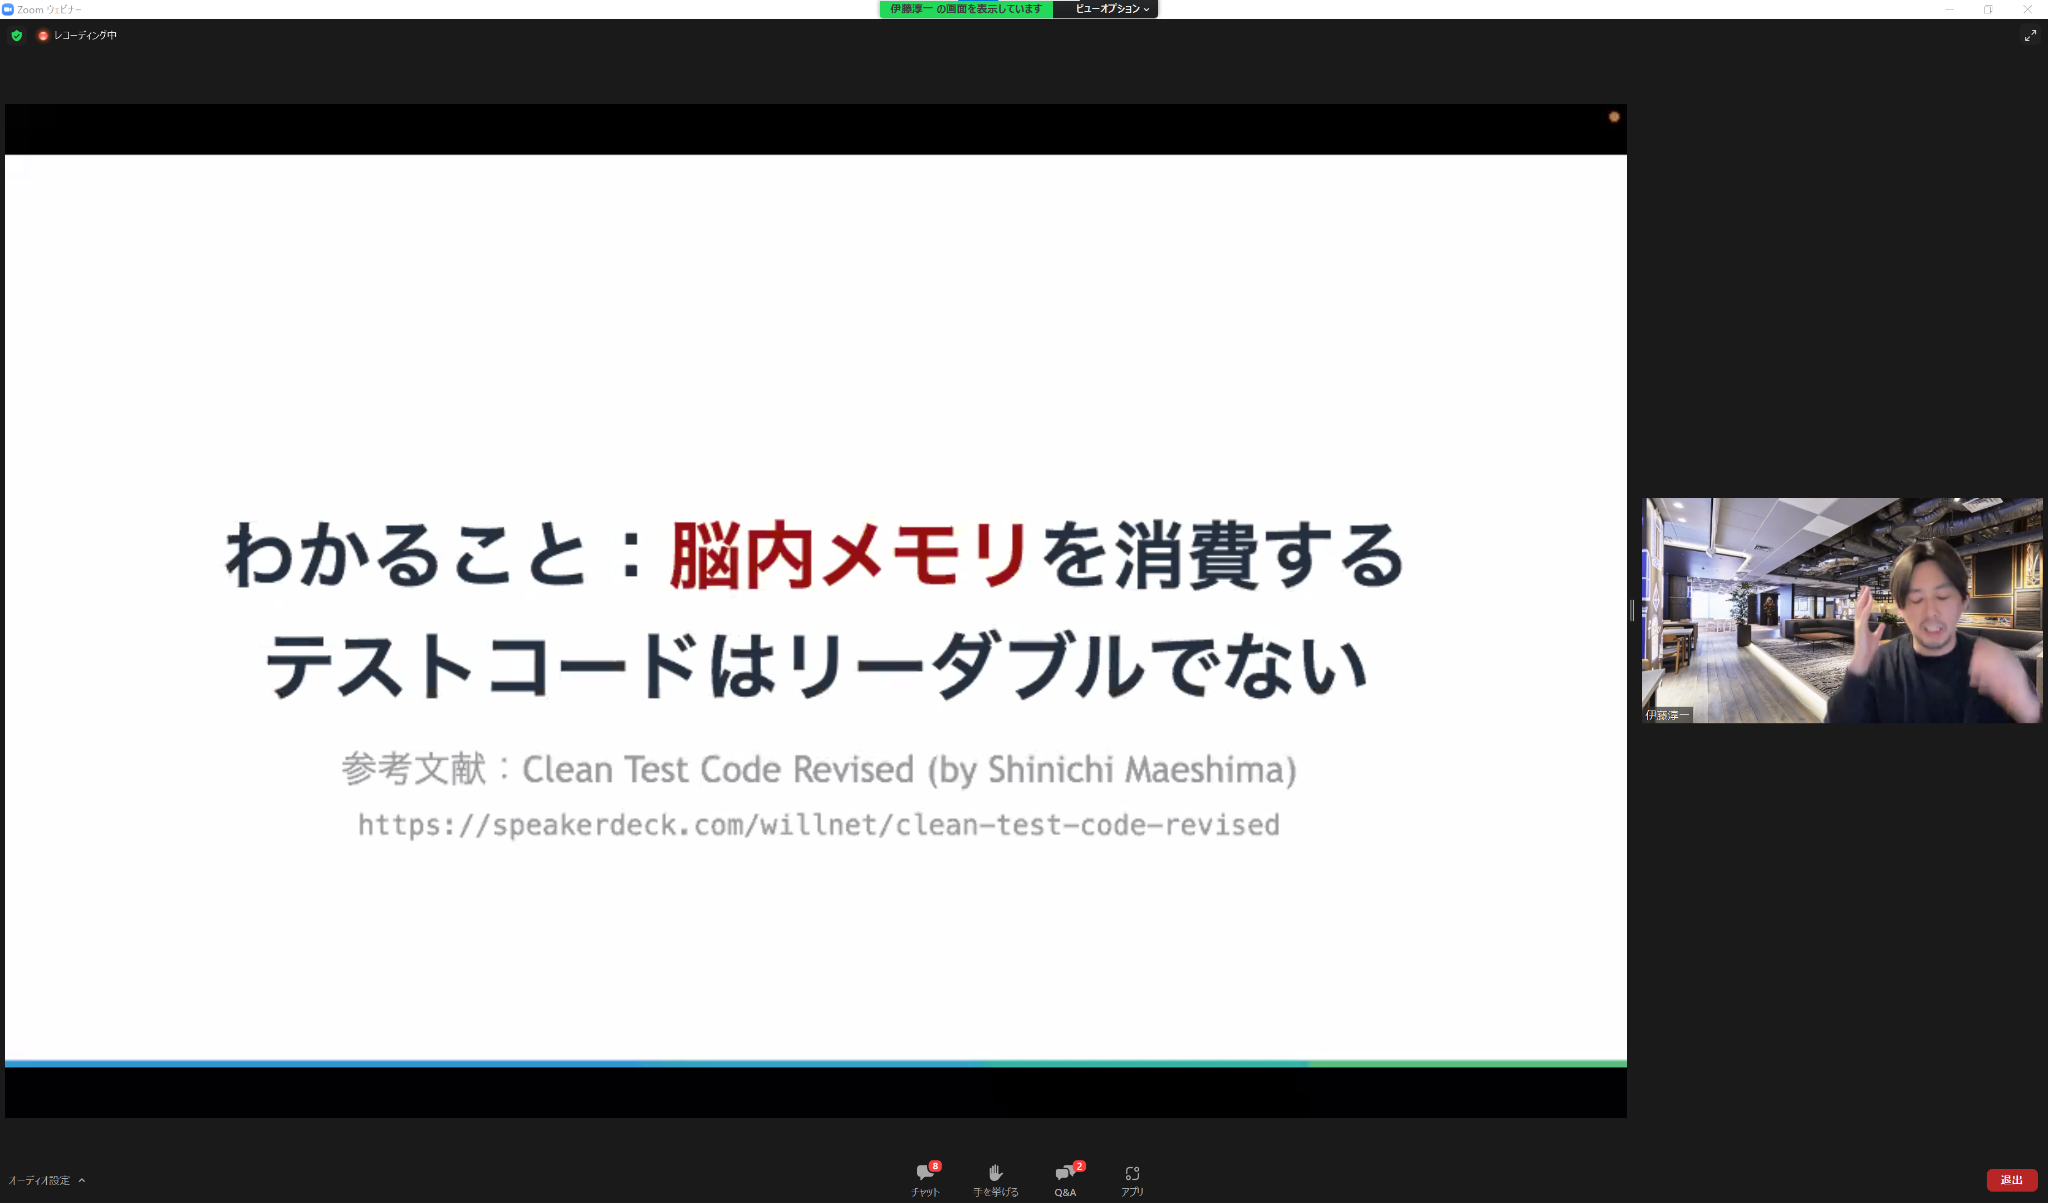 Zoom ウェビナー
伊藤淳一 の画面を表示しています
ビューオプション
レコーディング中
わかること：脳内メモリを消費する
テストコードはリーダブルでない
参考文献：Clean Test Code Revised (by Shinichi Maeshima)
https://speakerdeck.com/willnet/clean-test-code-revised
伊藤淳一
オーディオ設定
8
チャット
手を挙げる
2
Q&A
アプリ
退出